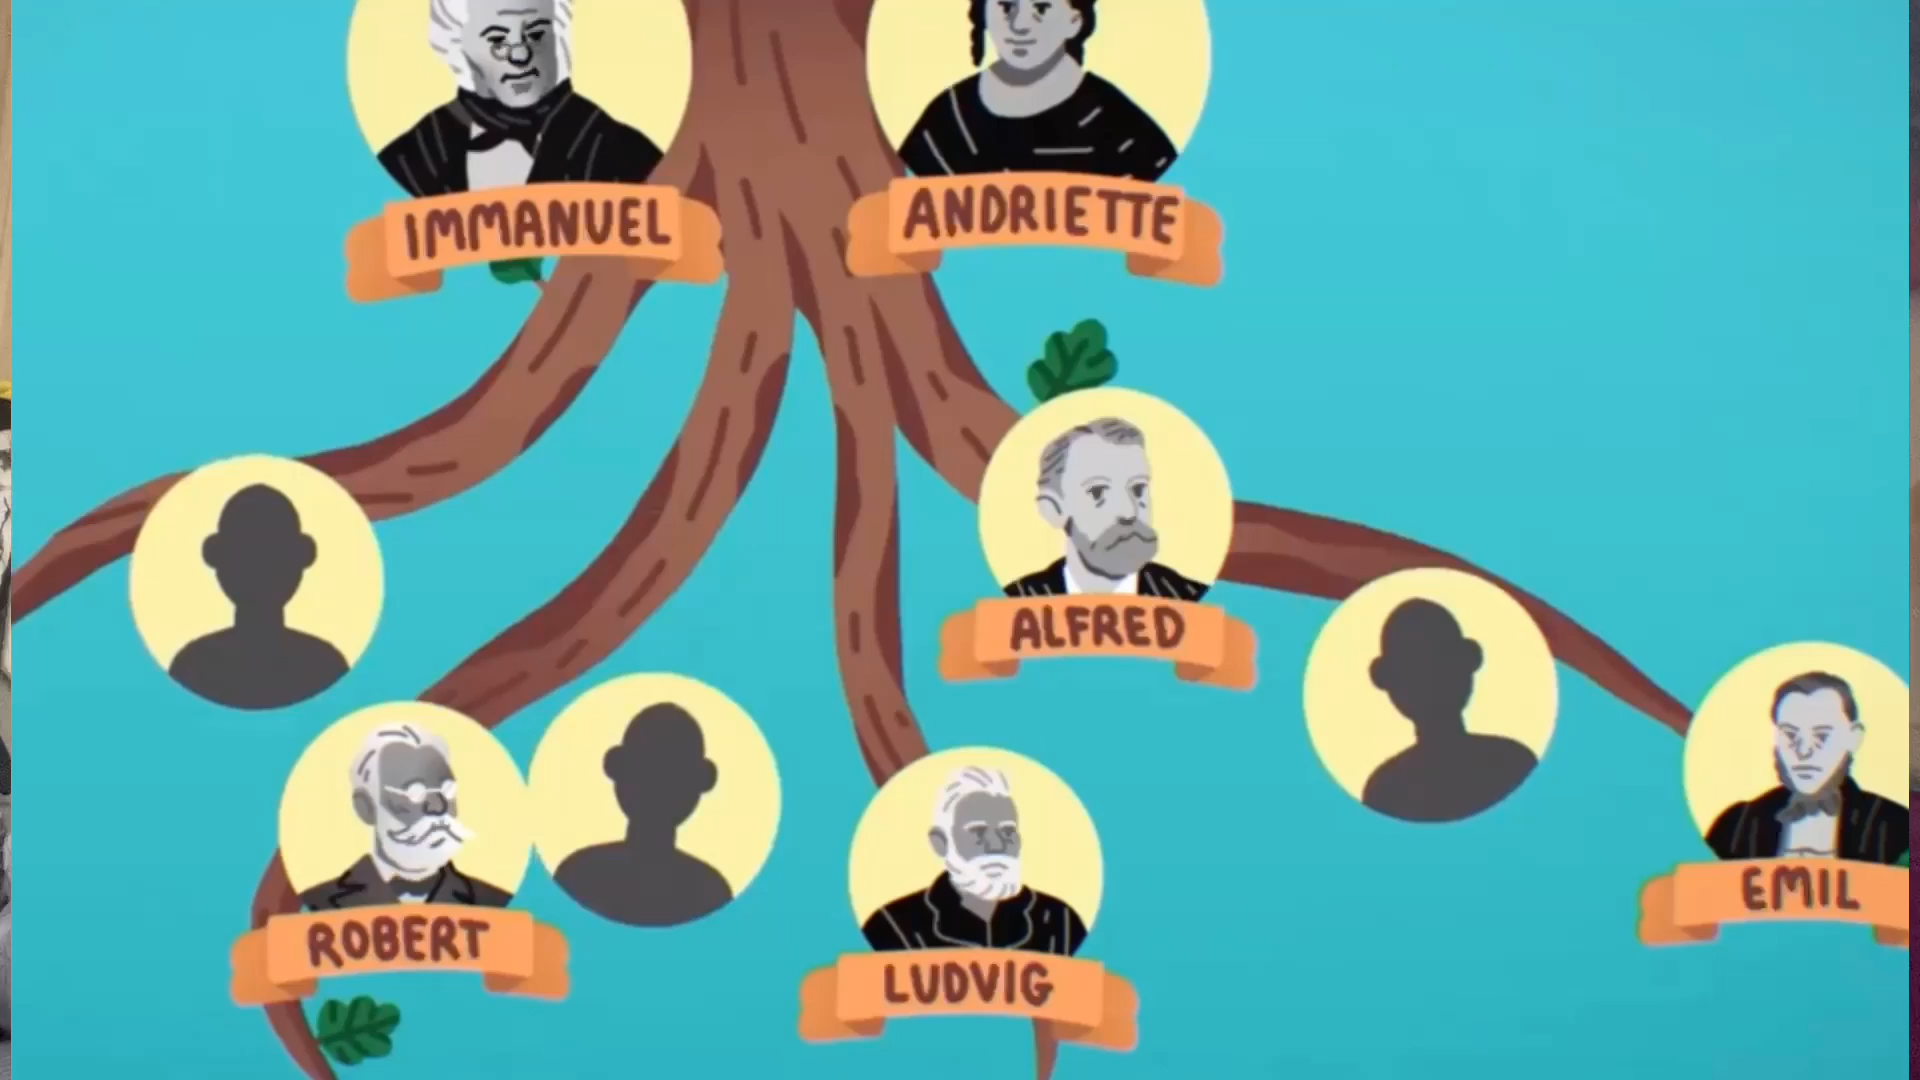 IMMANUEL
ANDRIETTE
ALFRED
EMIL
ROBERT
LUDVIG